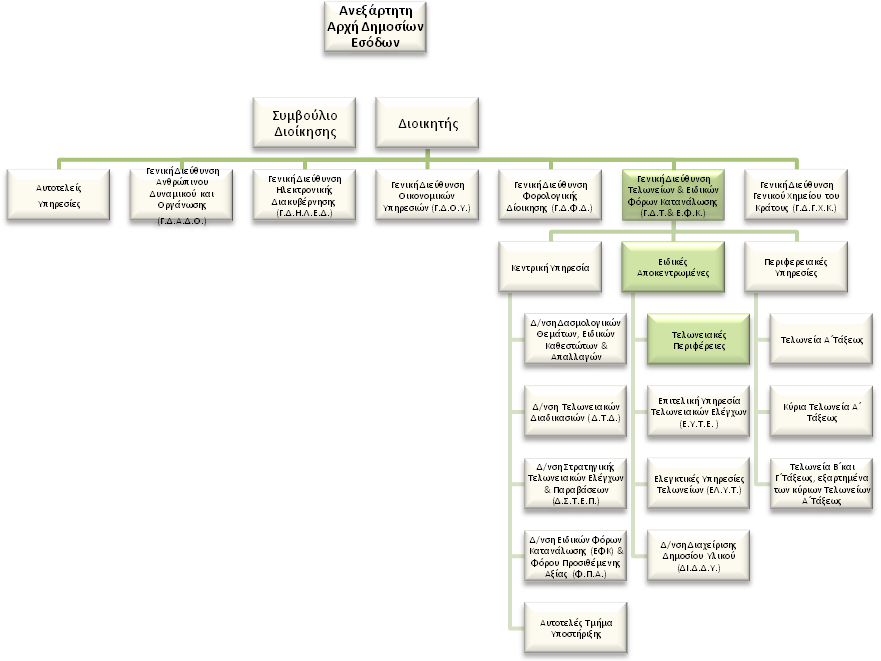 Ανεξάρτητη
Αρχή Δημοσίων
Εσόδων
Συμβούλιο
Διοίκησης
Διοικητής
Αυτοτελείς
Υπηρεσίες
Γενική Διεύθυνση
Ανθρώπινου
Δυναμικού και
Οργάνωσης
(Γ.Δ.Α.Δ.Ο.)
Γενική Διεύθυνση
Ηλεκτρονικής
Διακυβέρνησης
(Γ.Δ.ΗΛ.Ε.Δ.)
Γενική Διεύθυνση
Οικονομικών
Υπηρεσιών (Γ.Δ.Ο.Υ.)
Γενική Διεύθυνση
Φορολογικής
Δίοικησης (Γ.Δ.Φ.Δ.)
Γενική Διεύθυνση
Τελωνείων & Ειδικών
Φόρων Κατανάλωσης
(Γ.Δ.Τ.& Ε.Φ.Κ.)
Γενική Διεύθυνση
Γενικού Χημείου του
Κράτους (Γ.Δ.Γ.Χ.Κ.)
Κεντρική Υπηρεσία
Ειδικές
Αποκεντρωμένες
Περιφερειακές
Υπηρεσίες
Δ/νση Δασμολογικών
Θεμάτων, Ειδικών
Καθεστώτων &
Απαλλαγών
Τελωνειακές
Περιφέρειες
Τελωνεία Α΄Τάξεως
Δ/νση Τελωνειακών
Διαδικασιών (Δ.Τ.Δ.)
Επιτελική Υπηρεσία
Τελωνειακών Ελέγχων
(Ε.Υ.Τ.Ε.)
Κύρια Τελωνεία Α΄
Τάξεως
Δ/νση Στρατηγικής
Τελωνειακών Ελέγχων
& Παραβάσεων
(Δ.Σ.Τ.Ε.Π.)
Ελεγκτικές Υπηρεσίες
Τελωνείων (ΕΛ.Υ.Τ.)
Τελωνεία Β΄και
Γ΄Τάξεως, εξαρτημένα
των κύριων Τελωνείων
Α΄Τάξεως
Δ/νση Ειδικών Φόρων
Κατανάλωσης (ΕΦΚ) &
Φόρου Προσιθέμενης
Αξίας (Φ.Π.Α.)
Δ/νση Διαχείρισης
Δημοσίου Υλικού
(ΔΙ.Δ.Δ.Υ.)
Αυτοτελές Τμήμα
Υποστήριξης